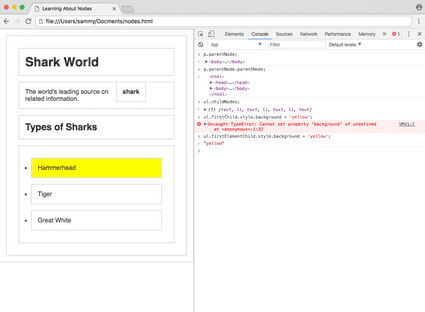 Learning About Nodes
file:///Users/sammy/Docments/nodes.html
Shark World
The world's leading source on
related information.
shark
Types of Sharks
Hammerhead
Tiger
Great White
Elements Console Sources Network Performance Memory » 1
top Filter Default levels
p.parentNode;
<body>…</body>
p.parentNode.parentNode;
<html>
<head>…</head>
<body>…</body>
</html>
ul.childNodes;
(7) [text, li, text, li, text, li, text]
ul.firstChild.style.background = 'yellow';
Uncaught TypeError: Cannot set property 'background' of undefined VM41:1
at <anonymous>:1:32
ul.firstElementChild.style.background = 'yellow';
"yellow"